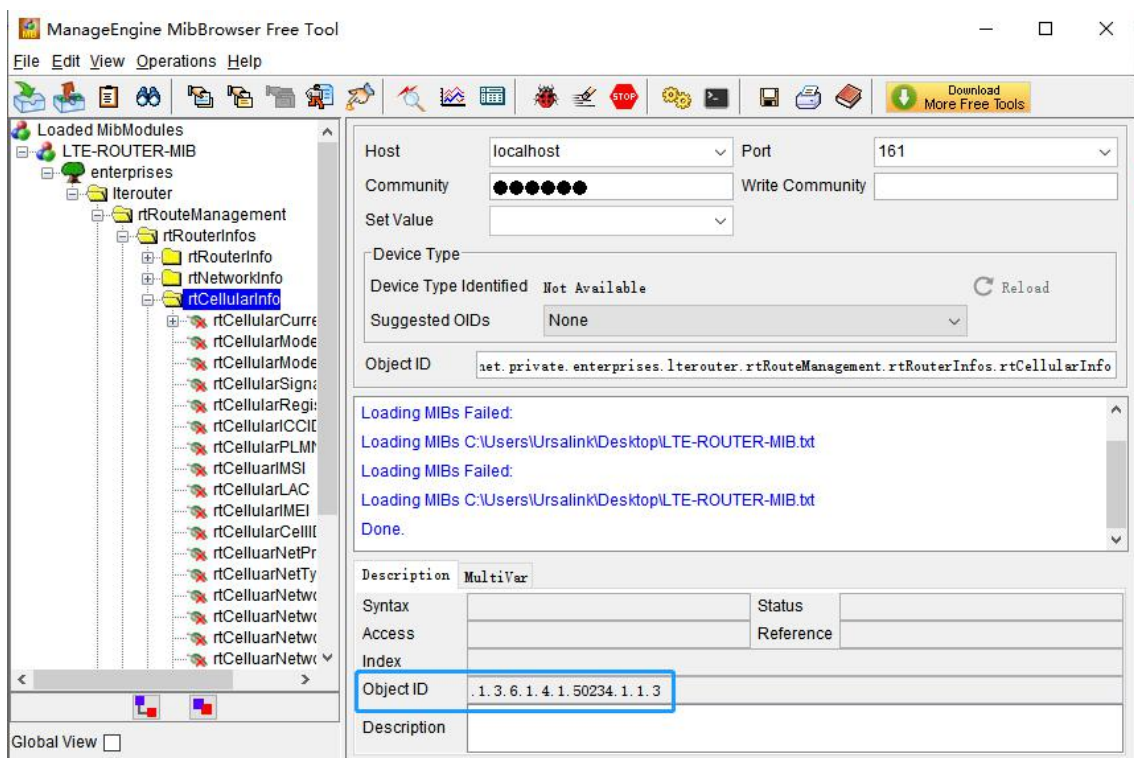 ManageEngine MibBrowser Free Tool
File Edit View Operations Help
STOP
Download
More Free Tools
Loaded MibModules
LTE-ROUTER-MIB
enterprises
lterouter
rtRouteManagement
rtRouterInfos
rtRouterInfo
rtNetworkInfo
rtCellularInfo
rtCellularCurre
rtCellularMode
rtCellularMode
rtCellularSigna
rtCellularRegi
rtCellularICCID
rtCellularPLMN
rtCelluarIMSI
rtCellularLAC
rtCellularIMEI
rtCellularCellID
rtCelluarNetPr
rtCelluarNetTy
rtCelluarNetwo
rtCelluarNetwo
rtCelluarNetwo
rtCelluarNetwo
Global View
Host localhost Port 161
Community ●●●●●● Write Community
Set Value
Device Type
Device Type Identified Not Available Reload
Suggested OIDs None
Object ID net.private.enterprises.lterouter.rtRouteManagement.rtRouterInfos.rtCellularInfo
Loading MIBs Failed:
Loading MIBs C:\Users\Ursalink\Desktop\LTE-ROUTER-MIB.txt
Loading MIBs Failed:
Loading MIBs C:\Users\Ursalink\Desktop\LTE-ROUTER-MIB.txt
Done.
Description MultiVar
Syntax Status
Access Reference
Index
Object ID .1.3.6.1.4.1.50234.1.1.3
Description